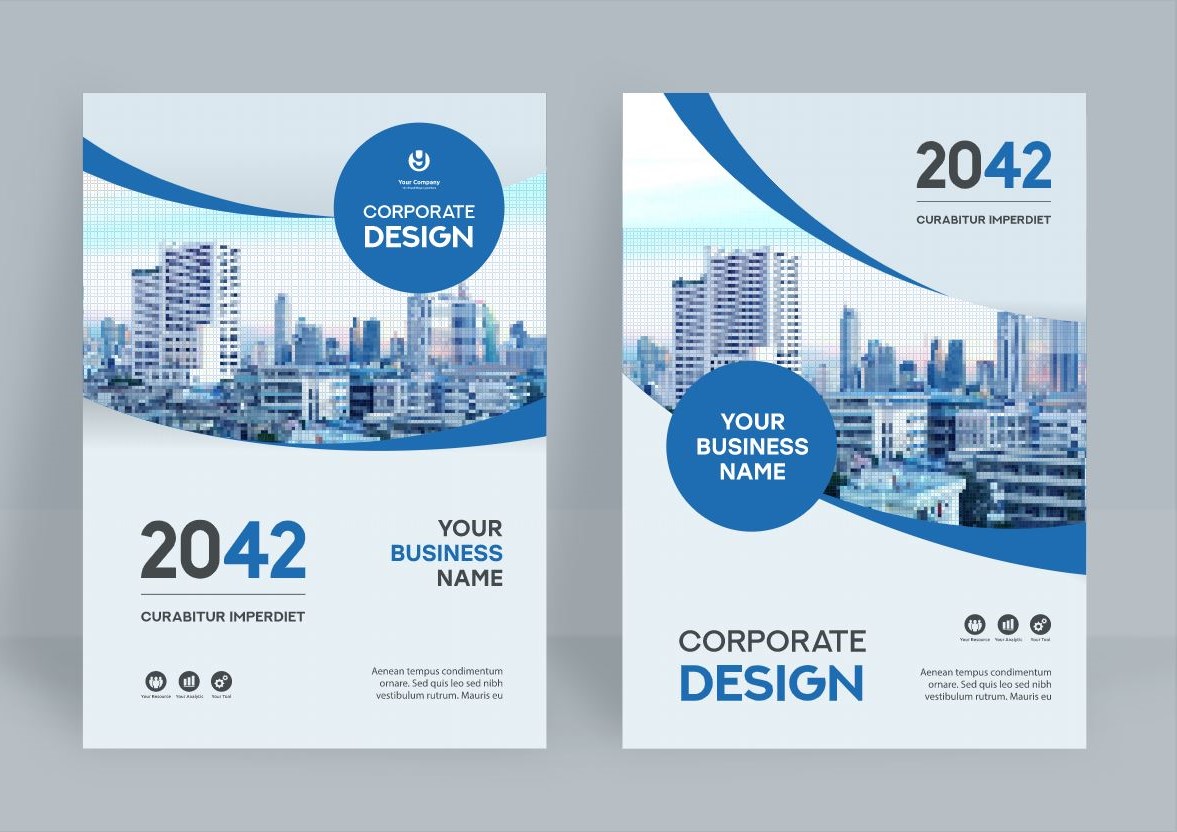 Your Company
CORPORATE
DESIGN
2042
CURABITUR IMPERDIET
YOUR
BUSINESS
NAME
Your Resource
Your Analytic
Your Tool
Aenean tempus condimentum
ornare. Sed quis leo sed nibh
vestibulum rutrum. Mauris eu
2042
CURABITUR IMPERDIET
YOUR
BUSINESS
NAME
CORPORATE
DESIGN
Your Resource
Your Analytic
Your Tool
Aenean tempus condimentum
ornare. Sed quis leo sed nibh
vestibulum rutrum. Mauris eu